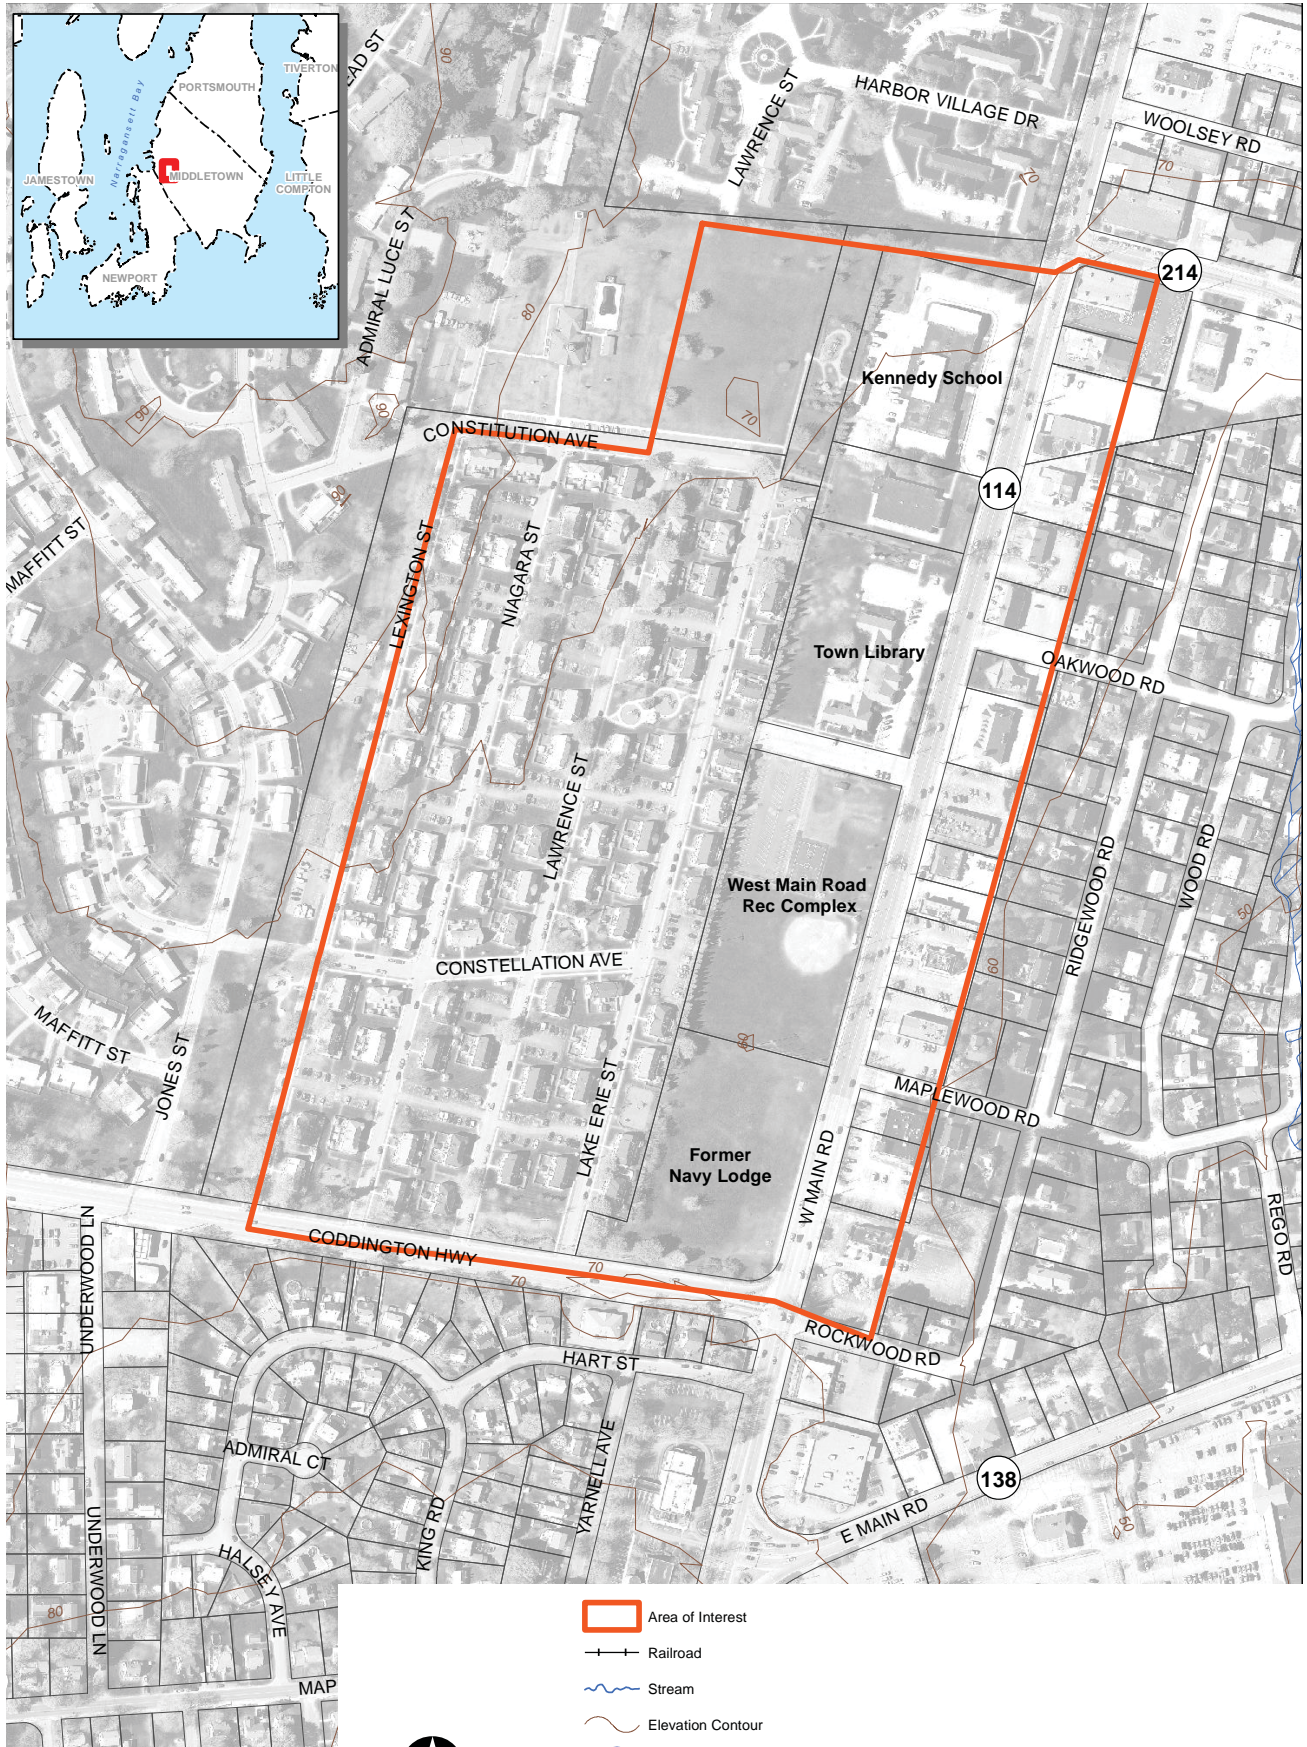 TIVERTON
PORTSMOUTH
Narragansett Bay
JAMESTOWN
MIDDLETOWN
LITTLE
COMPTON
NEWPORT
EAD ST
90
LAWRENCE ST
HARBOR VILLAGE DR
WOOLSEY RD
70
70
ADMIRAL LUCE ST
80
214
Kennedy School
90
90
70
CONSTITUTION AVE
90
114
MAFFITT ST
LEXINGTON ST
NIAGARA ST
Town Library
OAKWOOD RD
LAWRENCE ST
West Main Road
Rec Complex
RIDGEWOOD RD
WOOD RD
50
CONSTELLATION AVE
60
MAFFITT ST
JONES ST
60
LAKE ERIE ST
MAPLEWOOD RD
Former
Navy Lodge
W MAIN RD
REGO RD
UNDERWOOD LN
CODDINGTON HWY
70
70
ROCKWOOD RD
HART ST
ADMIRAL CT
KING RD
YARNELL AVE
138
E MAIN RD
50
UNDERWOOD LN
HALSEY AVE
80
MAP
Area of Interest
Railroad
Stream
Elevation Contour